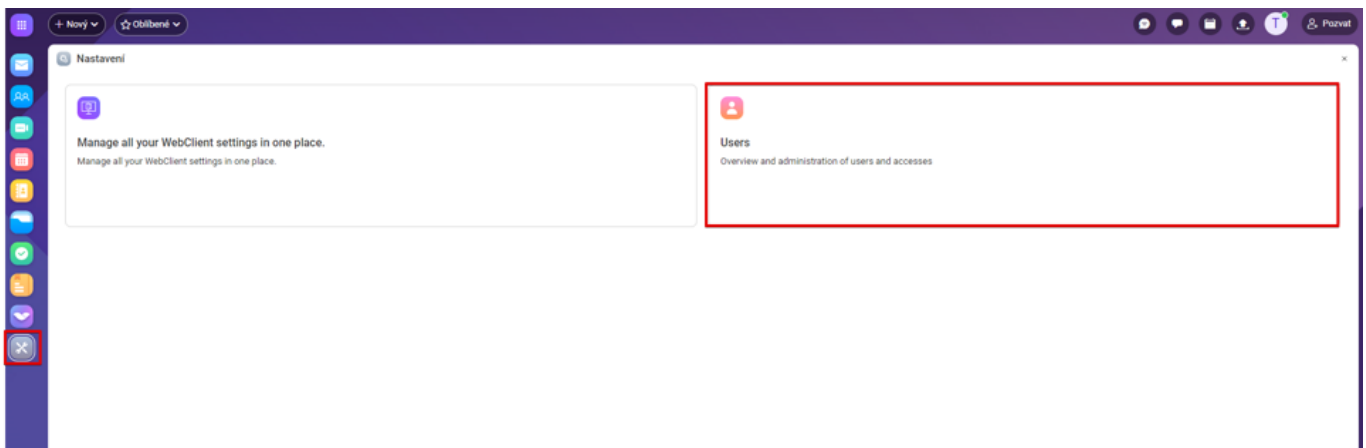 Nový
Oblíbené
T
Pozvat
Nastavení
Manage all your WebClient settings in one place.
Manage all your WebClient settings in one place.
Users
Overview and administration of users and accesses